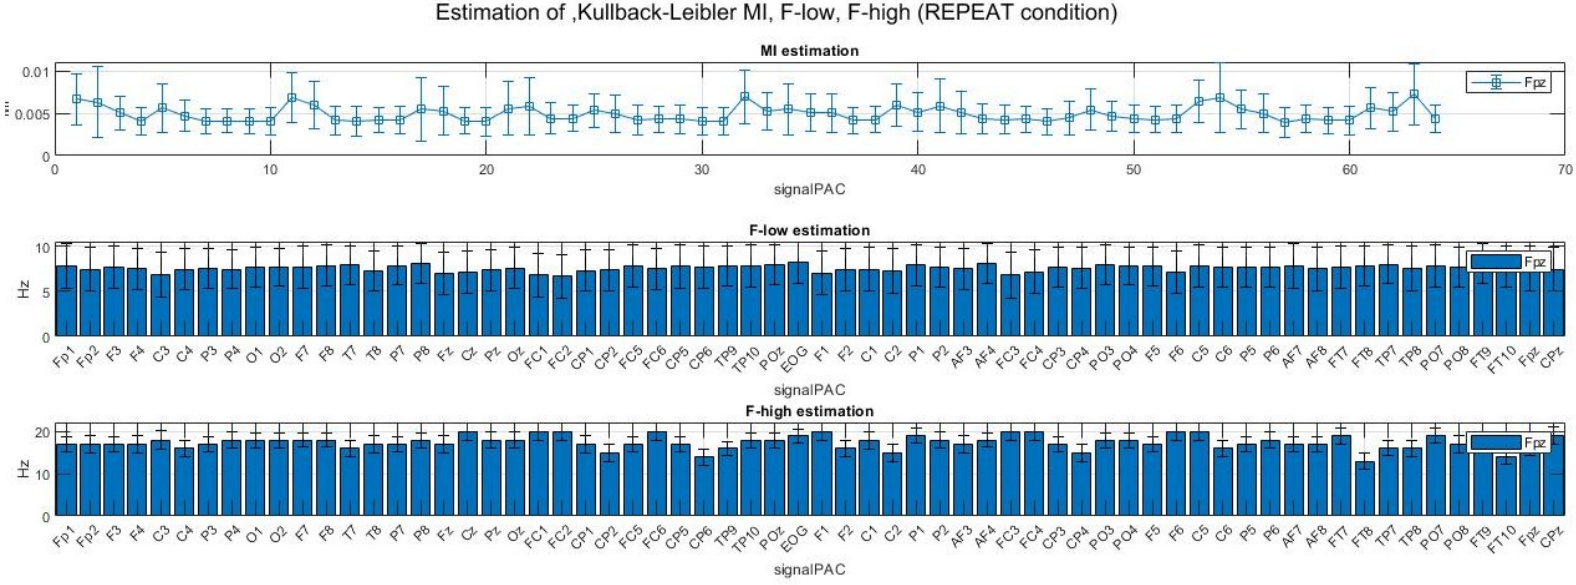 Estimation of ,Kullback-Leibler MI, F-low, F-high (REPEAT condition)
MI estimation
0.01
0.005
0
MI
Fpz
0 10 20 30 40 50 60 70
signalPAC
F-low estimation
10
5
0
Hz
Fpz
Fp1 Fp2 F3 F4 C3 C4 P3 P4 O1 O2 F7 F8 T7 T8 P7 P8 Fz Cz Pz Oz FC1 FC2 CP1 CP2 FC5 FC6 CP5 CP6 TP9 TP10 POz EOG F1 F2 C1 C2 P1 P2 AF3 AF4 FC3 FC4 CP3 CP4 PO3 PO4 F5 F6 C5 C6 P5 P6 AF7 AF8 FT7 FT8 TP7 TP8 PO7 PO8 FT9 FT10 Fpz CPz
signalPAC
F-high estimation
20
10
0
Hz
Fpz
Fp1 Fp2 F3 F4 C3 C4 P3 P4 O1 O2 F7 F8 T7 T8 P7 P8 Fz Cz Pz Oz FC1 FC2 CP1 CP2 FC5 FC6 CP5 CP6 TP9 TP10 POz EOG F1 F2 C1 C2 P1 P2 AF3 AF4 FC3 FC4 CP3 CP4 PO3 PO4 F5 F6 C5 C6 P5 P6 AF7 AF8 FT7 FT8 TP7 TP8 PO7 PO8 FT9 FT10 Fpz CPz
signalPAC